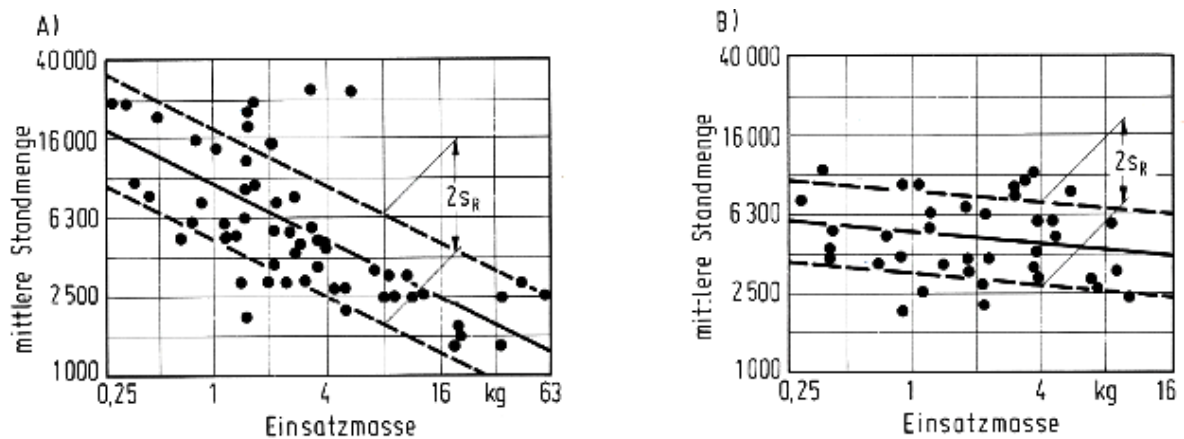 A)
40 000
16 000
6 300
2 500
1 000
mittlere Standmenge
2sR
0,25 1 4 16 kg 63
Einsatzmasse
B)
40 000
16 000
6 300
2 500
1 000
mittlere Standmenge
2sR
0,25 1 4 kg 16
Einsatzmasse